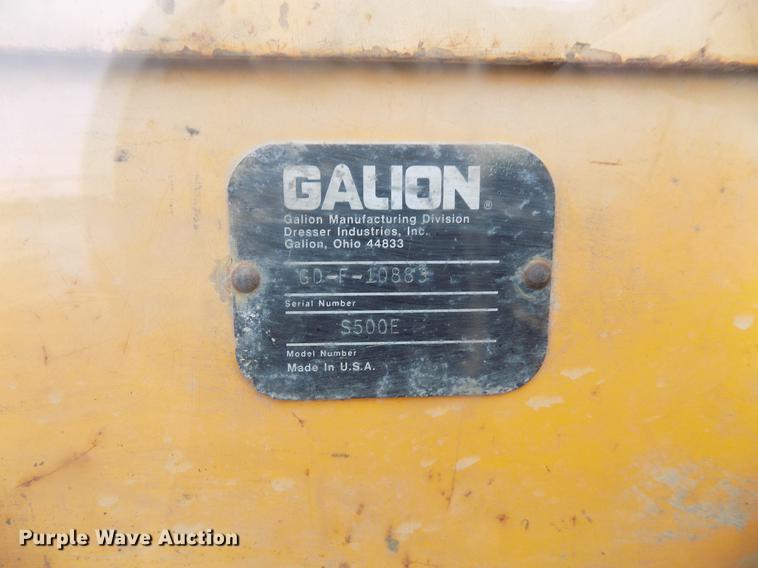 GALION®
Galion Manufacturing Division
Dresser Industries, Inc.
Galion, Ohio 44833
GD-F-10883
Serial Number
S500E
Model Number
Made In U.S.A.
Purple Wave Auction